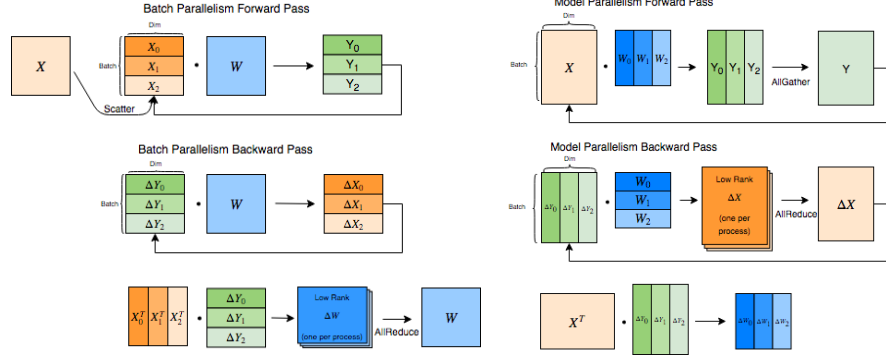 Batch Parallelism Forward Pass
Dim
X
Batch
X₀
X₁
X₂
W
Y₀
Y₁
Y₂
Scatter
Batch Parallelism Backward Pass
Dim
Batch
ΔY₀
ΔY₁
ΔY₂
W
ΔX₀
ΔX₁
ΔX₂
X₀ᵀ X₁ᵀ X₂ᵀ
ΔY₀
ΔY₁
ΔY₂
Low Rank
ΔW
(one per process)
AllReduce
W
Model Parallelism Forward Pass
Dim
Batch
X
W₀ W₁ W₂
Y₀ Y₁ Y₂
AllGather
Y
Model Parallelism Backward Pass
Dim
Batch
ΔY₀ ΔY₁ ΔY₂
W₀
W₁
W₂
Low Rank
ΔX
(one per
process)
AllReduce
ΔX
Xᵀ
ΔY₀ ΔY₁ ΔY₂
ΔW₀ ΔW₁ ΔW₂